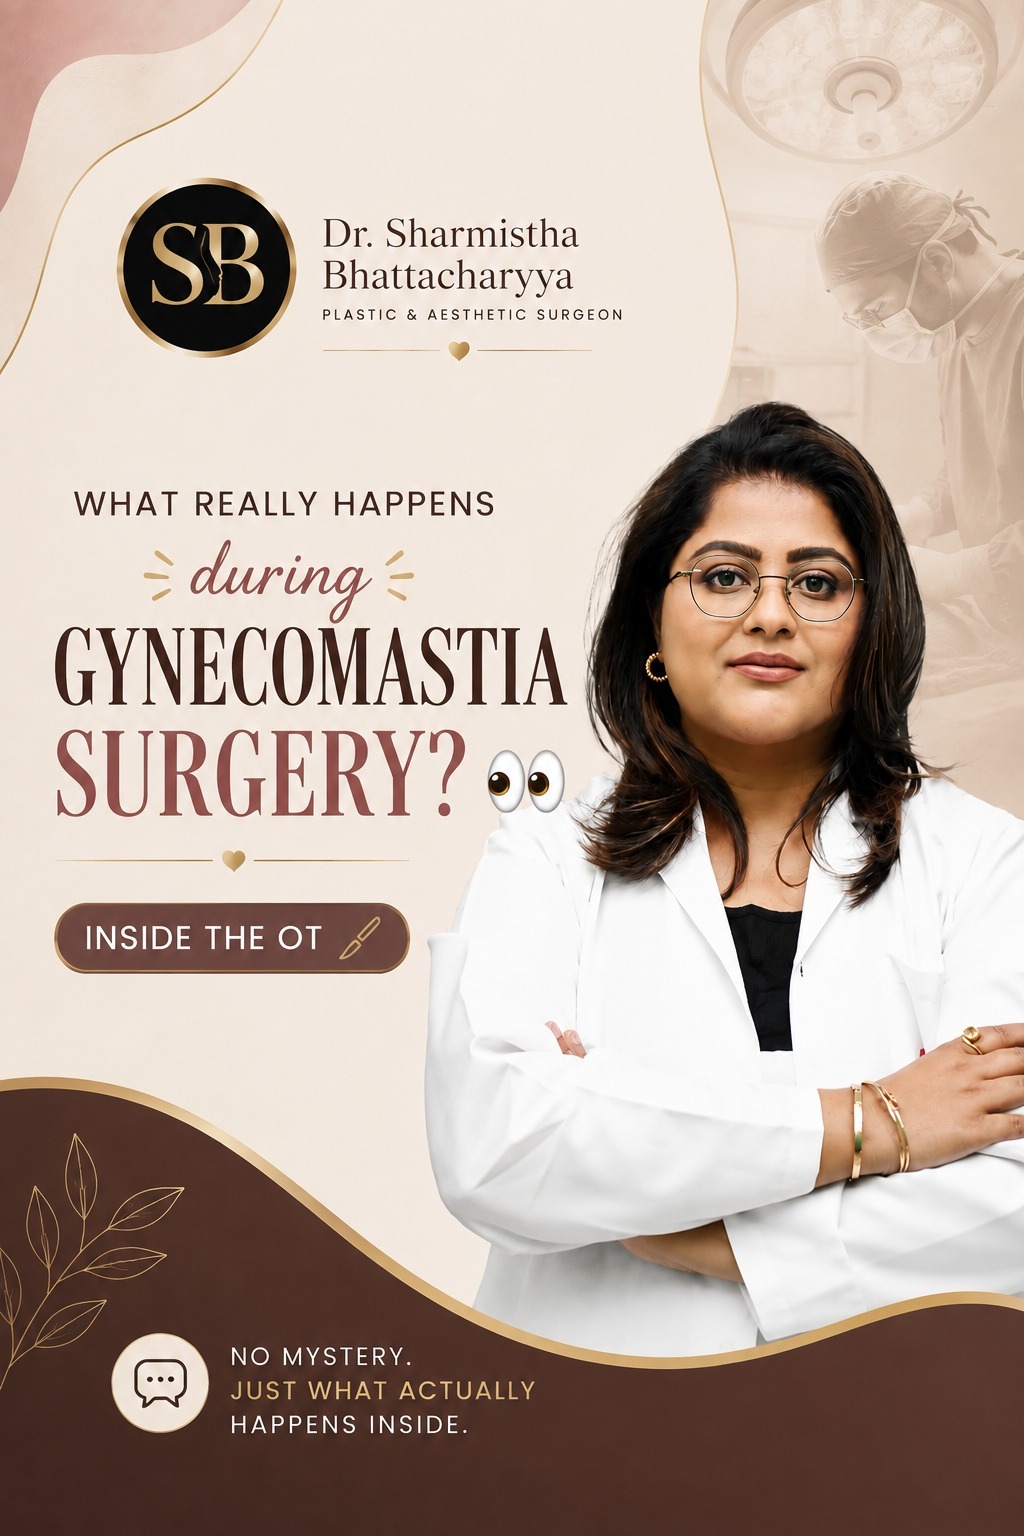 SB
Dr. Sharmistha
Bhattacharyya
PLASTIC & AESTHETIC SURGEON
WHAT REALLY HAPPENS
during
GYNECOMASTIA
SURGERY? 👀
INSIDE THE OT
NO MYSTERY.
JUST WHAT ACTUALLY
HAPPENS INSIDE.